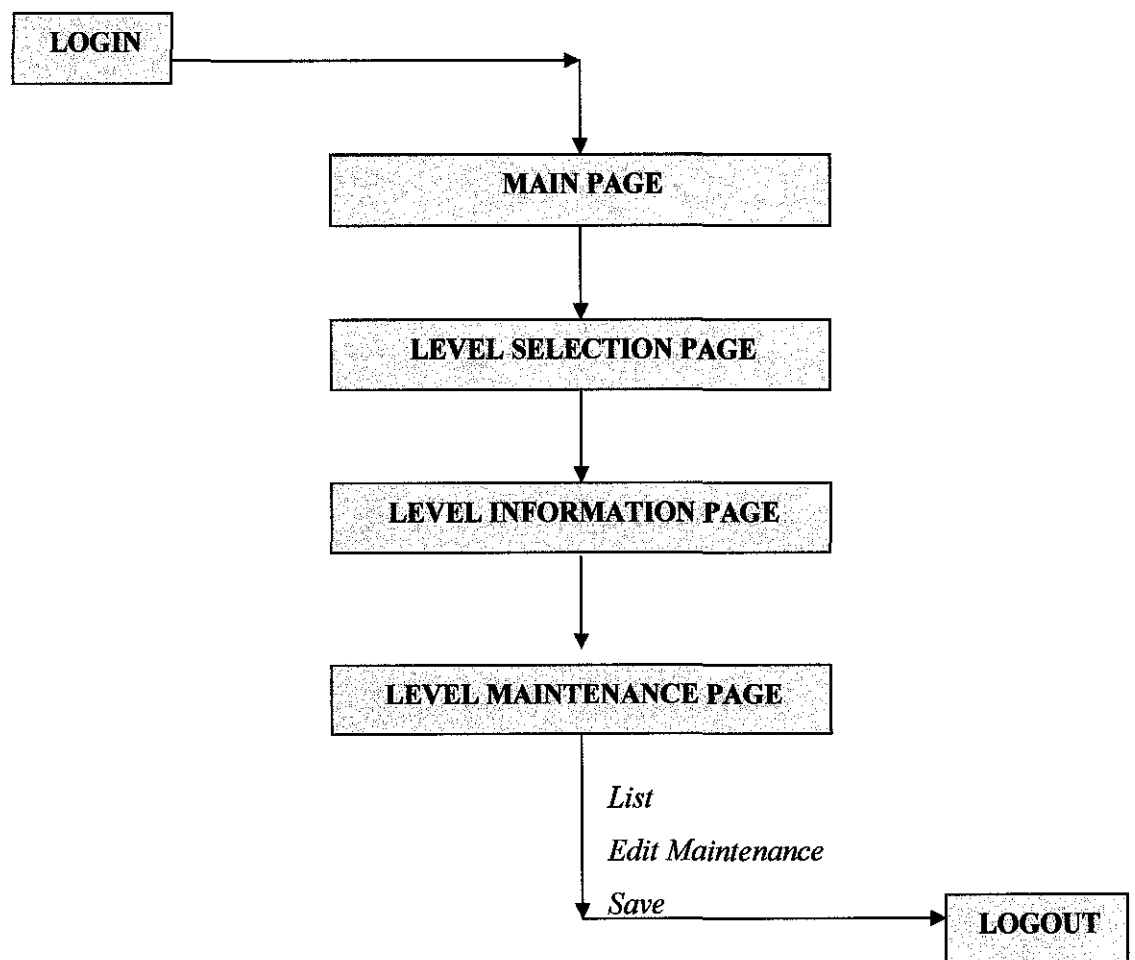 LOGIN
MAIN PAGE
LEVEL SELECTION PAGE
LEVEL INFORMATION PAGE
LEVEL MAINTENANCE PAGE
List
Edit Maintenance
Save
LOGOUT